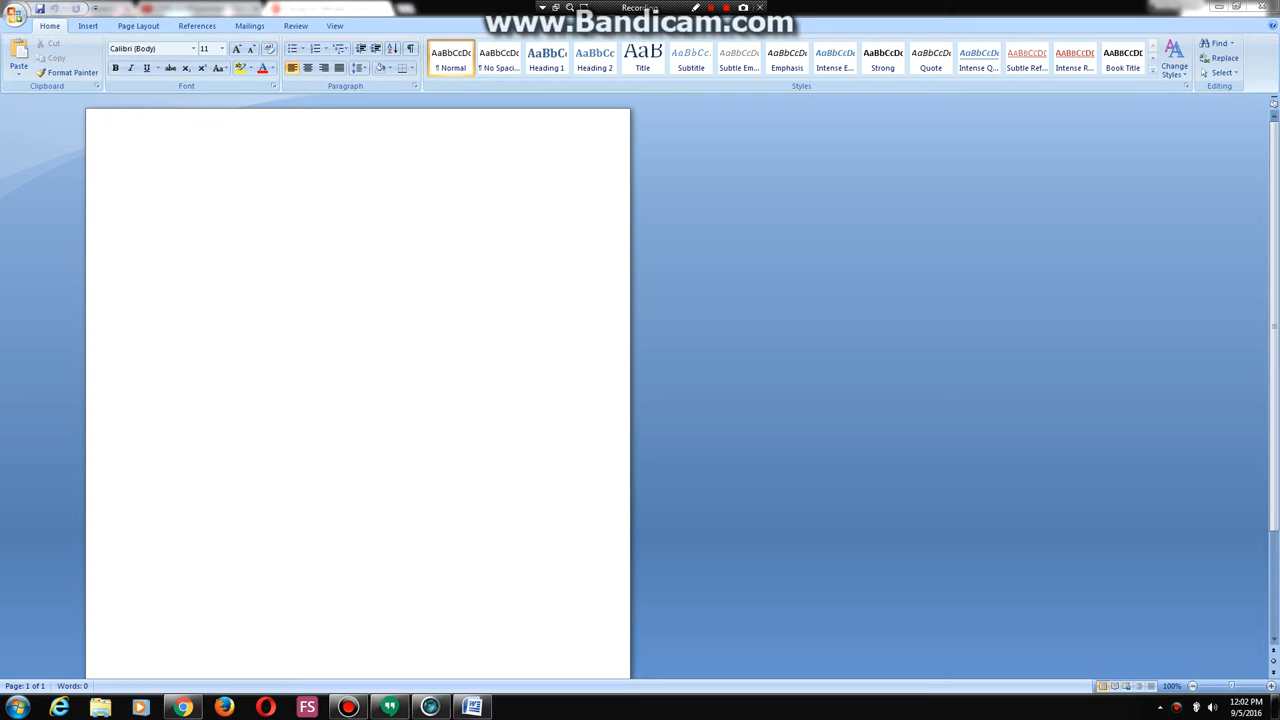 Recording
www.Bandicam.com
Home Insert Page Layout References Mailings Review View
Paste
Cut
Copy
Format Painter
Clipboard
Calibri (Body) 11
Font
Paragraph
AaBbCcDc AaBbCcDc AaBbCc AaBbCc AaB AaBbCc. AaBbCcDc AaBbCcDc AaBbCcDc AaBbCcDc AaBbCcDc AaBbCcDc AaBbCcDc AaBbCcDc AaBbCcDc
¶ Normal ¶ No Spaci... Heading 1 Heading 2 Title Subtitle Subtle Em... Emphasis Intense E... Strong Quote Intense Q... Subtle Ref... Intense R... Book Title
Styles
Change Styles
Find
Replace
Select
Editing
Page: 1 of 1 Words: 0
100%
FS
12:02 PM
9/5/2016